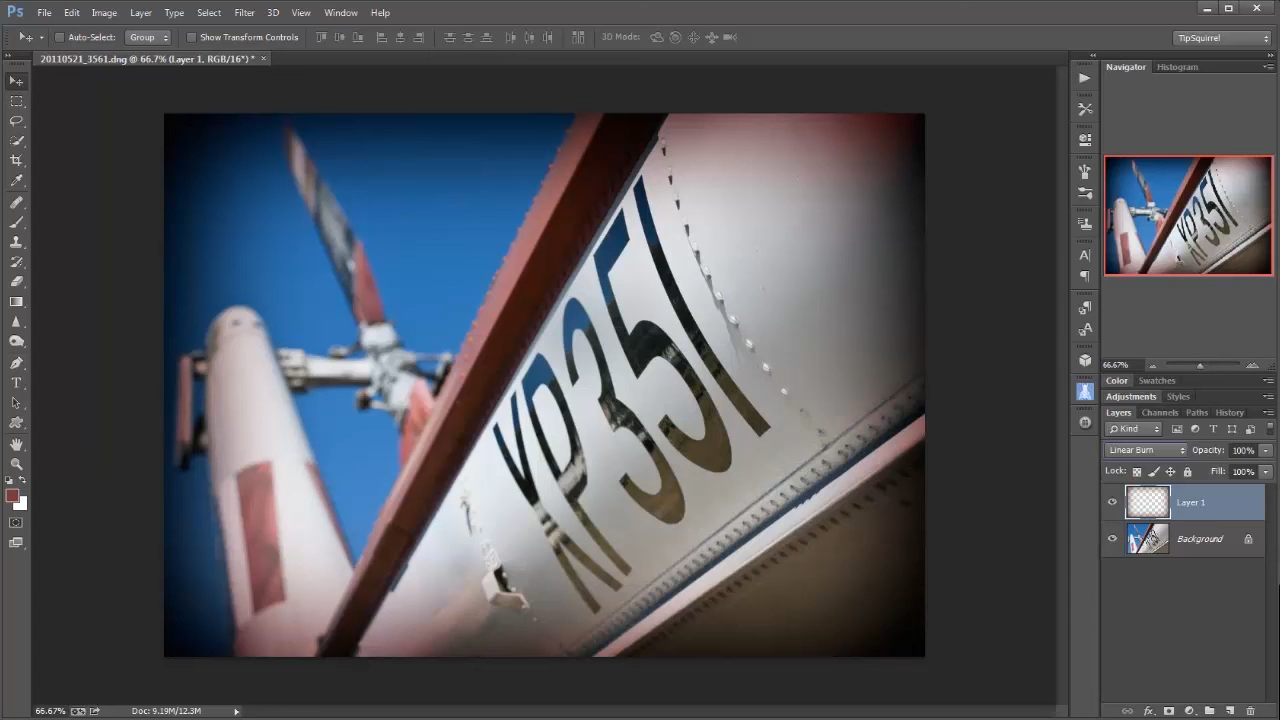 Ps File Edit Image Layer Type Select Filter 3D View Window Help
Auto-Select: Group Show Transform Controls 3D Mode: TipSquirrel
20110521_3561.dng @ 66.7% (Layer 1, RGB/16*) * ×
Navigator Histogram
XP351
66.67%
Color Swatches
Adjustments Styles
Layers Channels Paths History
Kind
Linear Burn Opacity: 100%
Lock: Fill: 100%
Layer 1
Background
66.67% Doc: 9.19M/12.3M